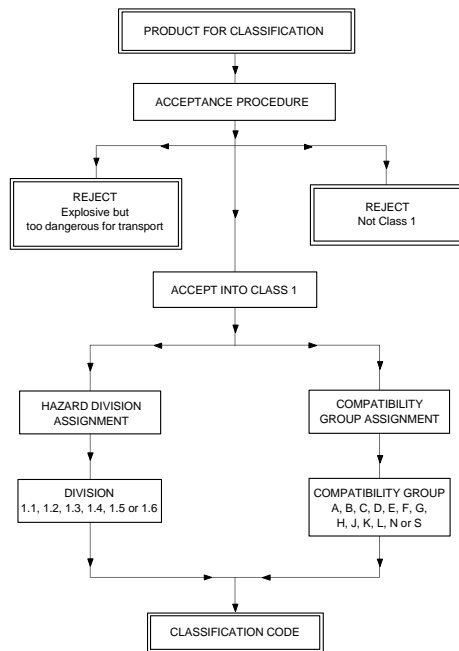 PRODUCT FOR CLASSIFICATION
ACCEPTANCE PROCEDURE
REJECT
Explosive but
too dangerous for transport
REJECT
Not Class 1
ACCEPT INTO CLASS 1
HAZARD DIVISION
ASSIGNMENT
COMPATIBILITY
GROUP ASSIGNMENT
DIVISION
1.1, 1.2, 1.3, 1.4, 1.5 or 1.6
COMPATIBILITY GROUP
A, B, C, D, E, F, G,
H, J, K, L, N or S
CLASSIFICATION CODE